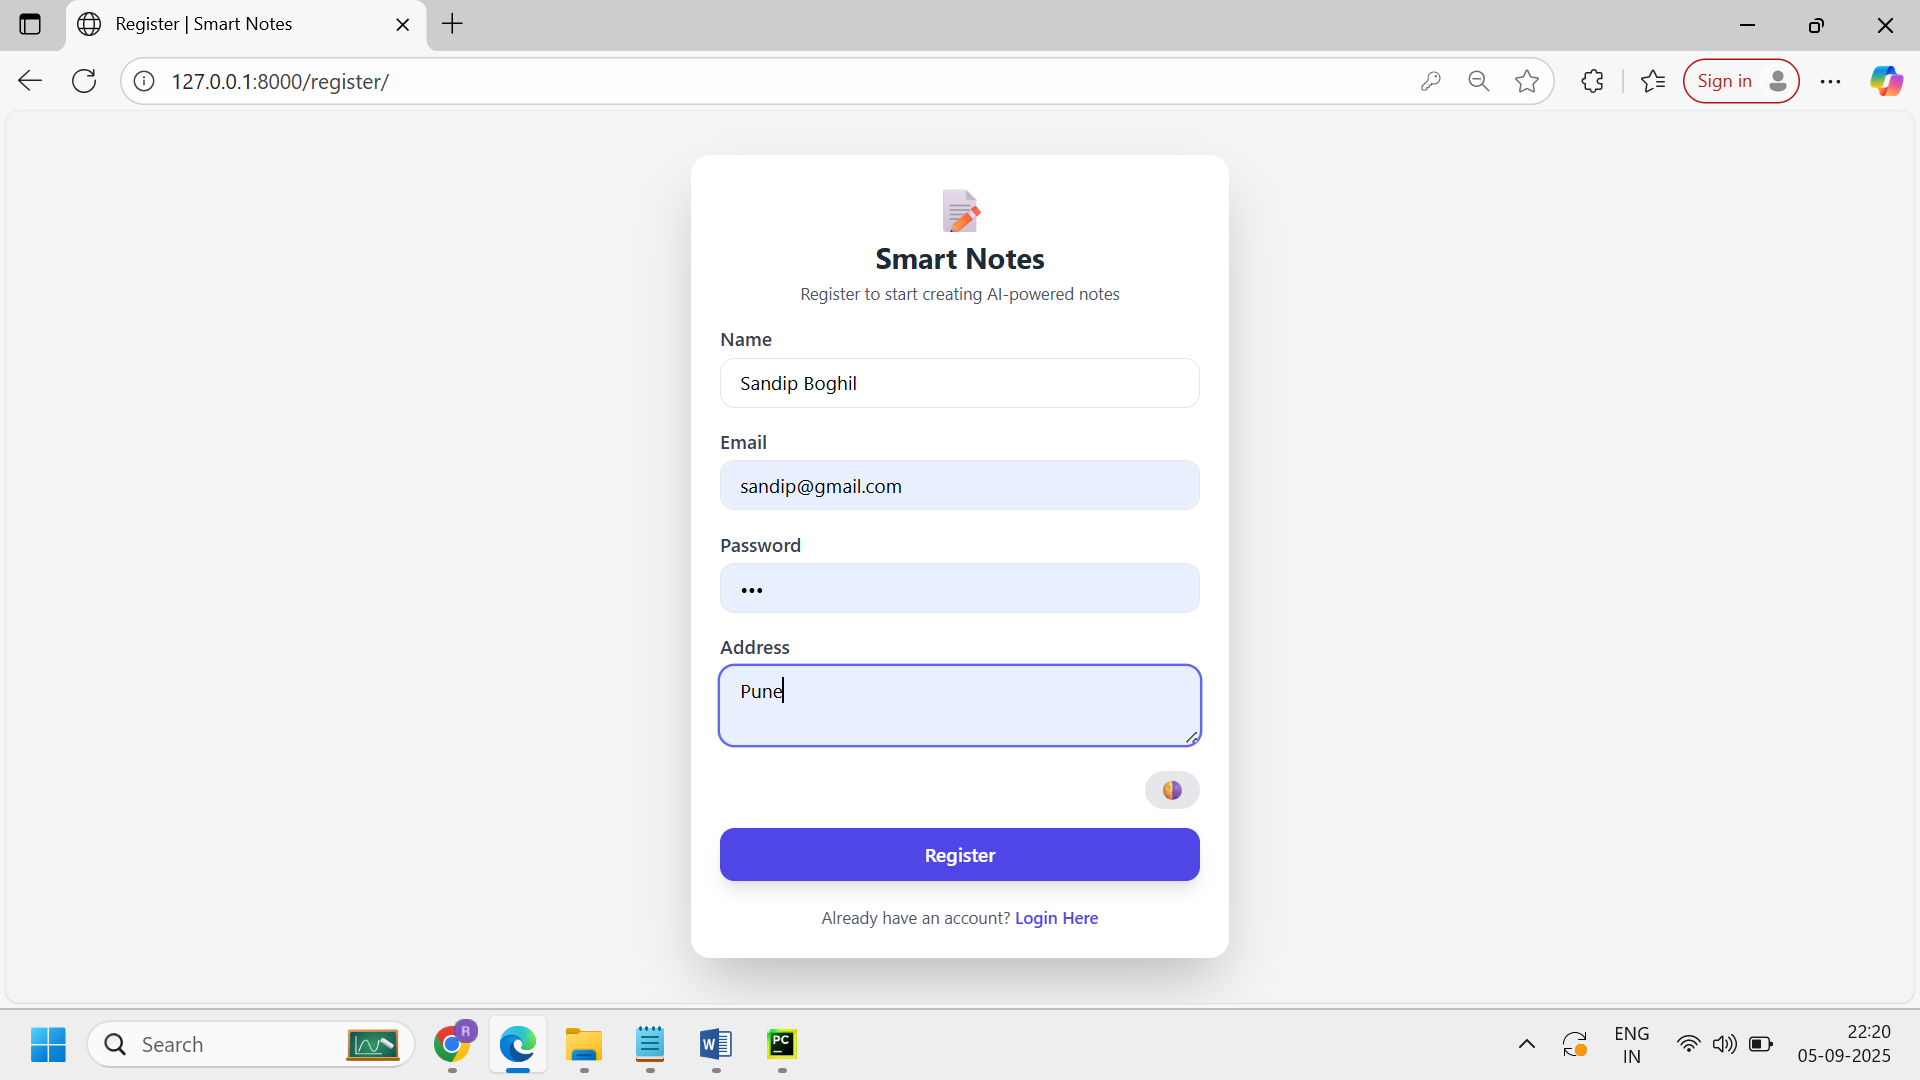 Register | Smart Notes
127.0.0.1:8000/register/
Sign in
Smart Notes
Register to start creating AI-powered notes
Name
Sandip Boghil
Email
sandip@gmail.com
Password
•••
Address
Pune
Register
Already have an account? Login Here
Search
R
W
PC
ENG
IN
22:20
05-09-2025